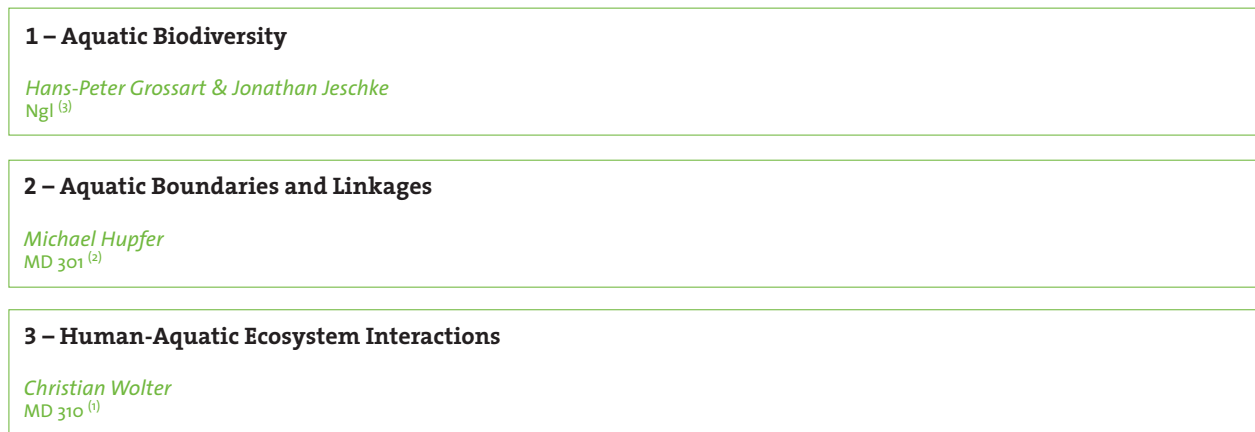 1 – Aquatic Biodiversity
Hans-Peter Grossart & Jonathan Jeschke
Ngl (3)
2 – Aquatic Boundaries and Linkages
Michael Hupfer
MD 301 (2)
3 – Human-Aquatic Ecosystem Interactions
Christian Wolter
MD 310 (1)